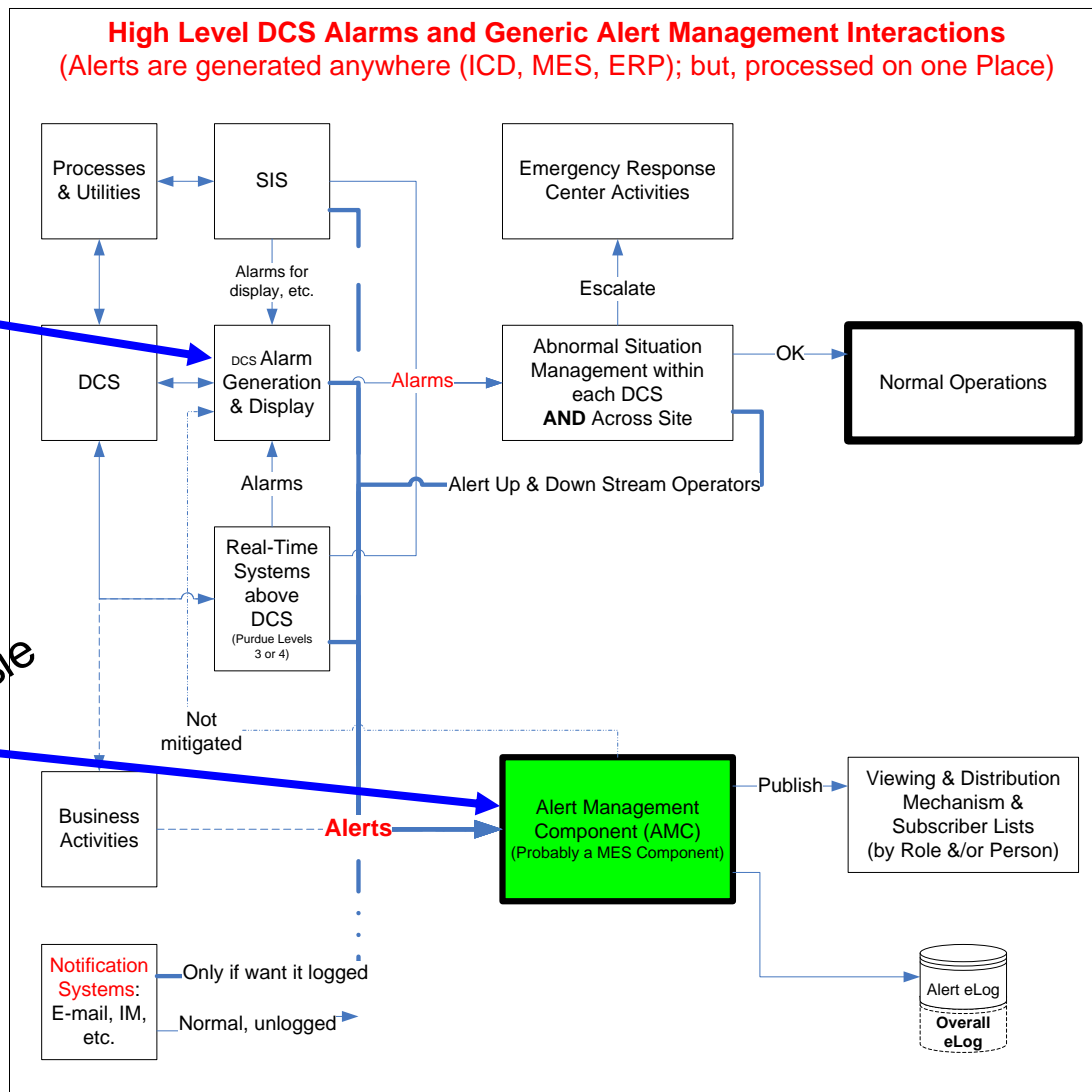 High Level DCS Alarms and Generic Alert Management Interactions
(Alerts are generated anywhere (ICD, MES, ERP); but, processed on one Place)
Processes
& Utilities
SIS
Emergency Response
Center Activities
Alarms for
display, etc.
Escalate
DCS
DCS Alarm
Generation
& Display
Alarms
Abnormal Situation
Management within
each DCS
AND Across Site
OK
Normal Operations
Alarms
Alert Up & Down Stream Operators
Real-Time
Systems
above
DCS
(Purdue Levels
3 or 4)
Not
mitigated
Business
Activities
Alerts
Alert Management
Component (AMC)
(Probably a MES Component)
Publish
Viewing & Distribution
Mechanism &
Subscriber Lists
(by Role &/or Person)
Notification
Systems:
E-mail, IM,
etc.
Only if want it logged
Normal, unlogged
Alert eLog
Overall
eLog